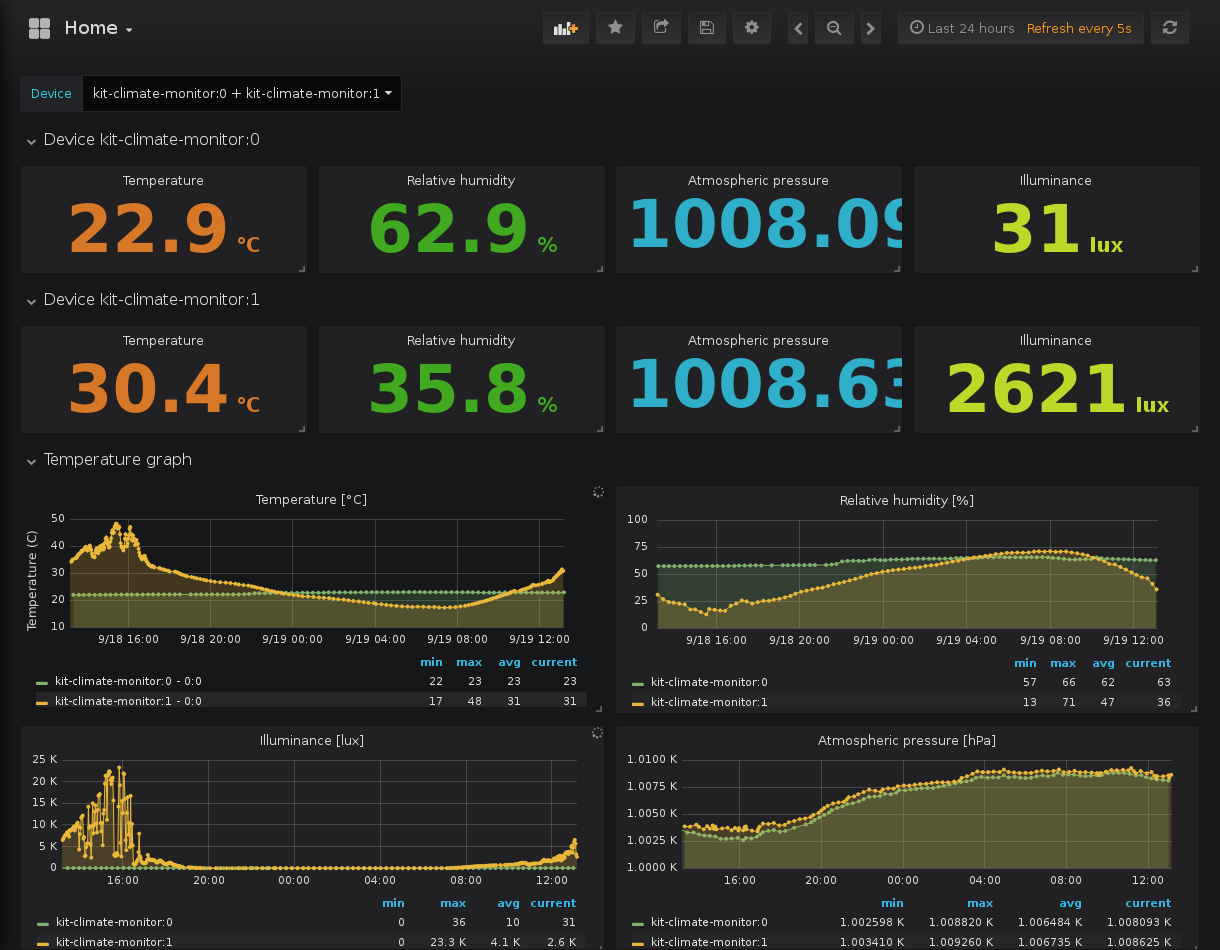 Home
Last 24 hours Refresh every 5s
Device kit-climate-monitor:0 + kit-climate-monitor:1
Device kit-climate-monitor:0
Temperature Relative humidity Atmospheric pressure Illuminance
22.9 °C 62.9 % 1008.09 31 lux
Device kit-climate-monitor:1
Temperature Relative humidity Atmospheric pressure Illuminance
30.4 °C 35.8 % 1008.63 2621 lux
Temperature graph
Temperature [°C]
Temperature (C)
50
40
30
20
10
9/18 16:00 9/18 20:00 9/19 00:00 9/19 04:00 9/19 08:00 9/19 12:00
min max avg current
kit-climate-monitor:0 - 0:0 22 23 23 23
kit-climate-monitor:1 - 0:0 17 48 31 31
Relative humidity [%]
100
75
50
25
0
9/18 16:00 9/18 20:00 9/19 00:00 9/19 04:00 9/19 08:00 9/19 12:00
min max avg current
kit-climate-monitor:0 57 66 62 63
kit-climate-monitor:1 13 71 47 36
Illuminance [lux]
25 K
20 K
15 K
10 K
5 K
0
16:00 20:00 00:00 04:00 08:00 12:00
min max avg current
kit-climate-monitor:0 0 36 10 31
kit-climate-monitor:1 0 23.3 K 4.1 K 2.6 K
Atmospheric pressure [hPa]
1.0100 K
1.0075 K
1.0050 K
1.0025 K
1.0000 K
16:00 20:00 00:00 04:00 08:00 12:00
min max avg current
kit-climate-monitor:0 1.002598 K 1.008820 K 1.006484 K 1.008093 K
kit-climate-monitor:1 1.003410 K 1.009260 K 1.006735 K 1.008625 K